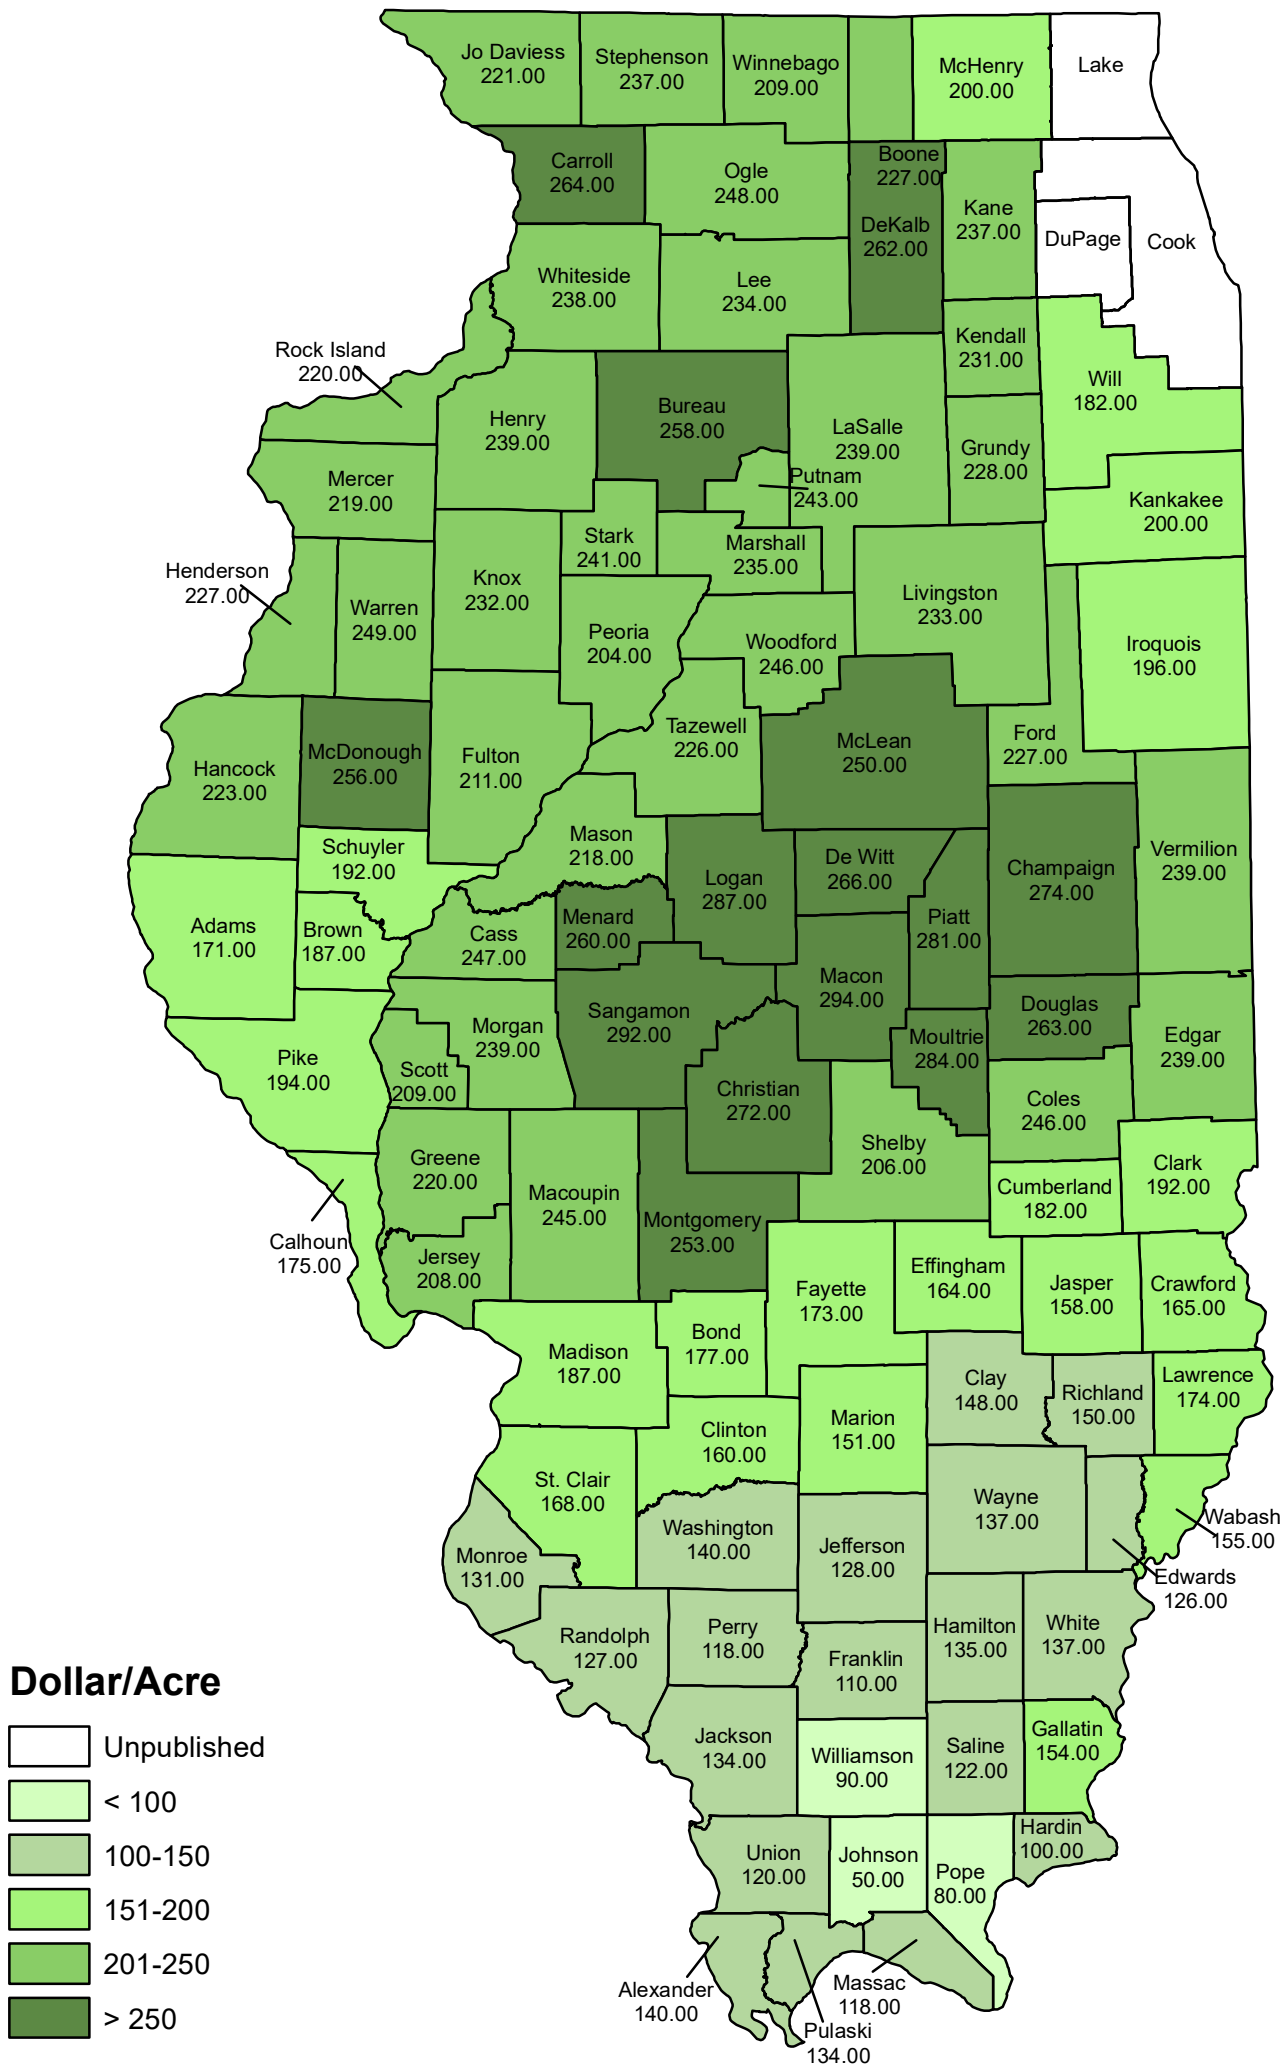 Jo Daviess
221.00
Stephenson
237.00
Winnebago
209.00
McHenry
200.00
Lake
Carroll
264.00
Ogle
248.00
Boone
227.00
DeKalb
262.00
Kane
237.00
DuPage
Cook
Whiteside
238.00
Lee
234.00
Kendall
231.00
Will
182.00
Rock Island
220.00
Henry
239.00
Bureau
258.00
LaSalle
239.00
Grundy
228.00
Putnam
243.00
Mercer
219.00
Kankakee
200.00
Stark
241.00
Marshall
235.00
Henderson
227.00
Warren
249.00
Knox
232.00
Peoria
204.00
Woodford
246.00
Livingston
233.00
Iroquois
196.00
Hancock
223.00
McDonough
256.00
Fulton
211.00
Tazewell
226.00
McLean
250.00
Ford
227.00
Schuyler
192.00
Mason
218.00
Logan
287.00
De Witt
266.00
Champaign
274.00
Vermilion
239.00
Adams
171.00
Brown
187.00
Cass
247.00
Menard
260.00
Piatt
281.00
Macon
294.00
Sangamon
292.00
Douglas
263.00
Morgan
239.00
Moultrie
284.00
Edgar
239.00
Pike
194.00
Scott
209.00
Christian
272.00
Coles
246.00
Shelby
206.00
Greene
220.00
Macoupin
245.00
Montgomery
253.00
Cumberland
182.00
Clark
192.00
Calhoun
175.00
Jersey
208.00
Fayette
173.00
Effingham
164.00
Jasper
158.00
Crawford
165.00
Madison
187.00
Bond
177.00
Clay
148.00
Richland
150.00
Lawrence
174.00
Clinton
160.00
Marion
151.00
St. Clair
168.00
Wayne
137.00
Wabash
155.00
Washington
140.00
Jefferson
128.00
Monroe
131.00
Edwards
126.00
Randolph
127.00
Perry
118.00
Franklin
110.00
Hamilton
135.00
White
137.00
Jackson
134.00
Williamson
90.00
Saline
122.00
Gallatin
154.00
Union
120.00
Johnson
50.00
Pope
80.00
Hardin
100.00
Alexander
140.00
Massac
118.00
Pulaski
134.00
Dollar/Acre
Unpublished
< 100
100-150
151-200
201-250
> 250